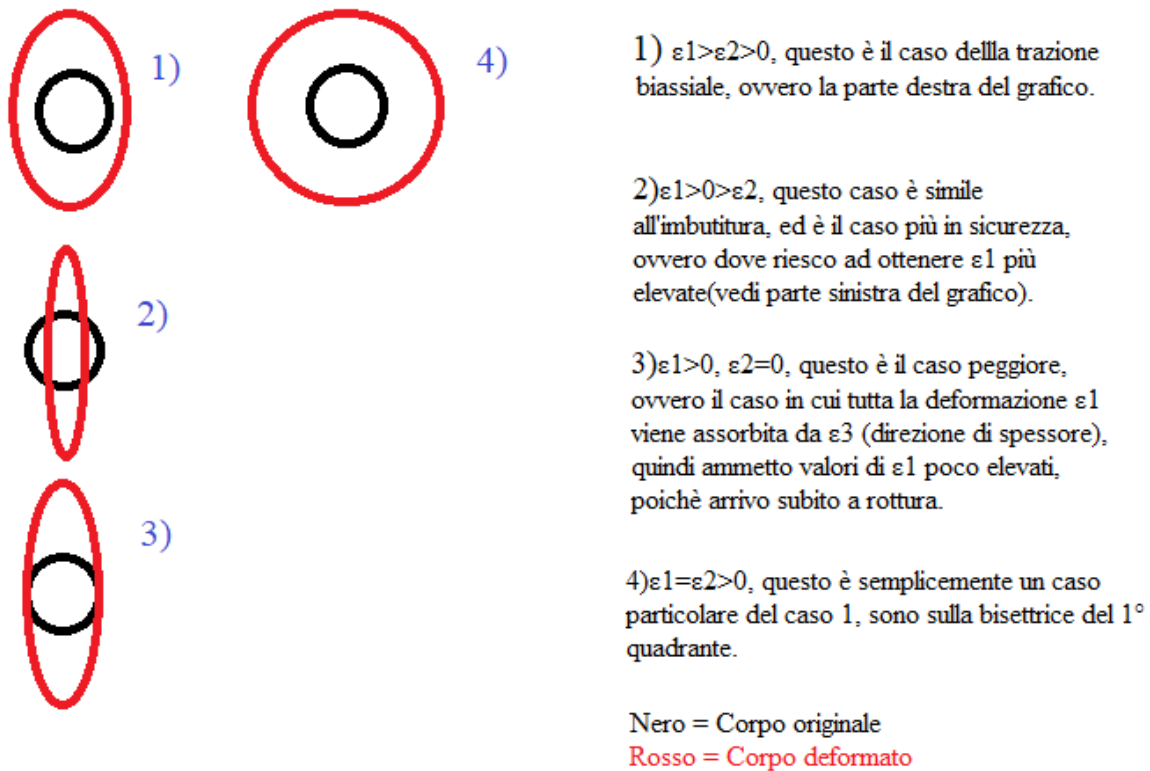 1)
4)
2)
3)
1) ε1>ε2>0, questo è il caso dellla trazione
biassiale, ovvero la parte destra del grafico.
2)ε1>0>ε2, questo caso è simile
all'imbutitura, ed è il caso più in sicurezza,
ovvero dove riesco ad ottenere ε1 più
elevate(vedi parte sinistra del grafico).
3)ε1>0, ε2=0, questo è il caso peggiore,
ovvero il caso in cui tutta la deformazione ε1
viene assorbita da ε3 (direzione di spessore),
quindi ammetto valori di ε1 poco elevati,
poichè arrivo subito a rottura.
4)ε1=ε2>0, questo è semplicemente un caso
particolare del caso 1, sono sulla bisettrice del 1°
quadrante.
Nero = Corpo originale
Rosso = Corpo deformato